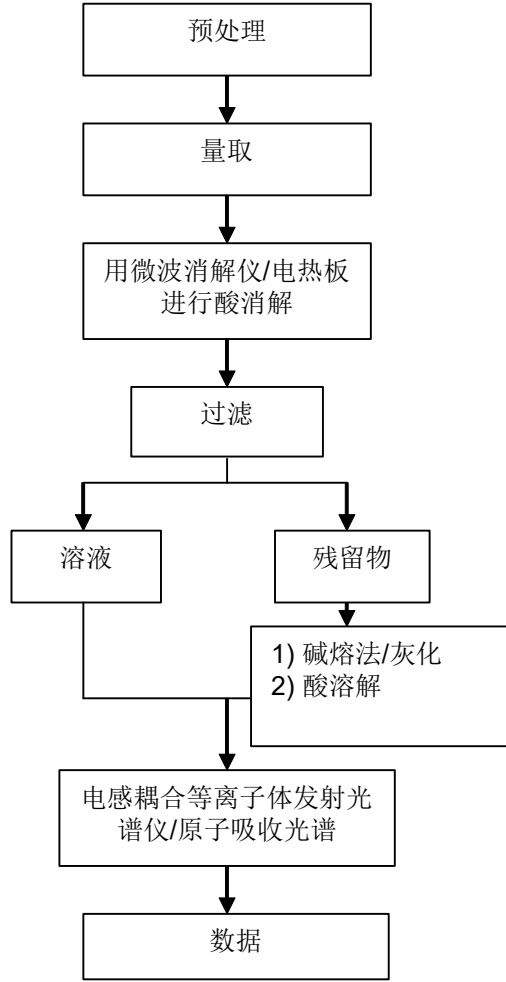 预处理
量取
用微波消解仪/电热板
进行酸消解
过滤
溶液
残留物
1) 碱熔法/灰化
2) 酸溶解
电感耦合等离子体发射光
谱仪/原子吸收光谱
数据